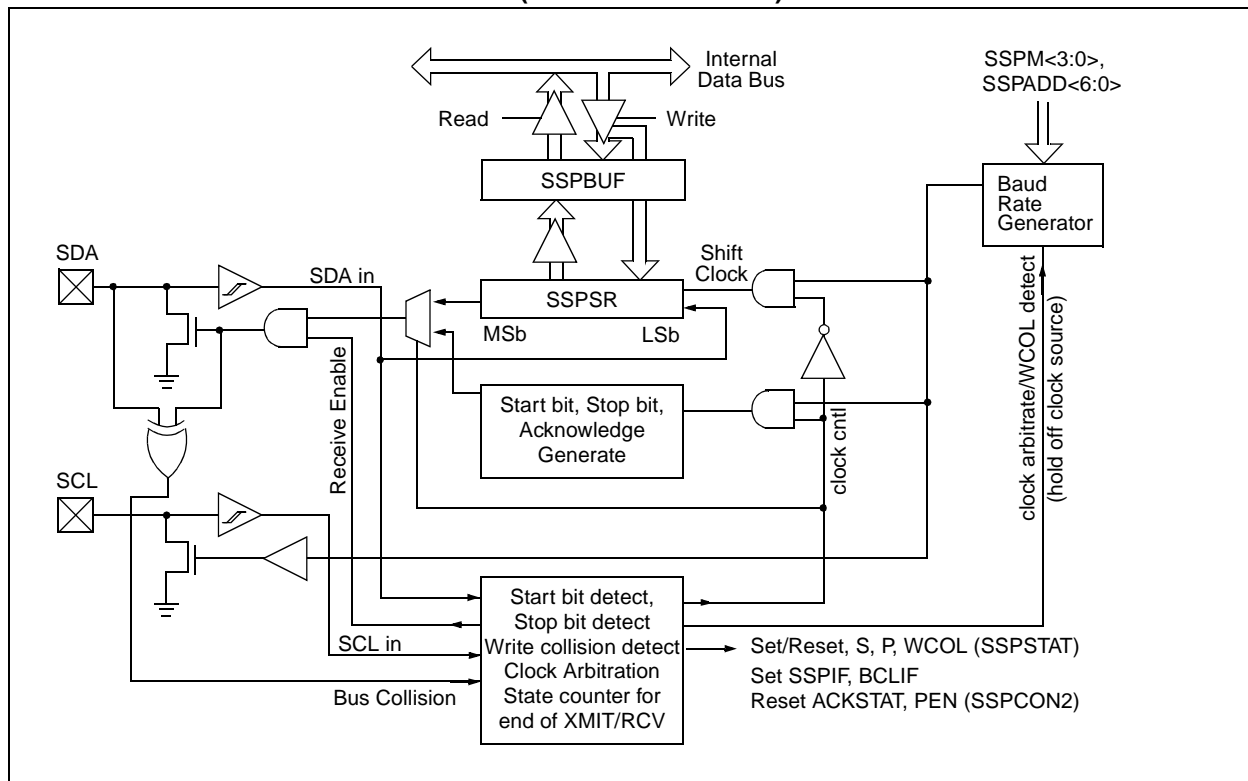 Internal
Data Bus
Read
Write
SSPM<3:0>,
SSPADD<6:0>
SSPBUF
Baud
Rate
Generator
SDA
SDA in
Shift
Clock
SSPSR
MSb
LSb
Start bit, Stop bit,
Acknowledge
Generate
Receive Enable
clock cntl
clock arbitrate/WCOL detect
(hold off clock source)
SCL
SCL in
Bus Collision
Start bit detect,
Stop bit detect
Write collision detect
Clock Arbitration
State counter for
end of XMIT/RCV
Set/Reset, S, P, WCOL (SSPSTAT)
Set SSPIF, BCLIF
Reset ACKSTAT, PEN (SSPCON2)